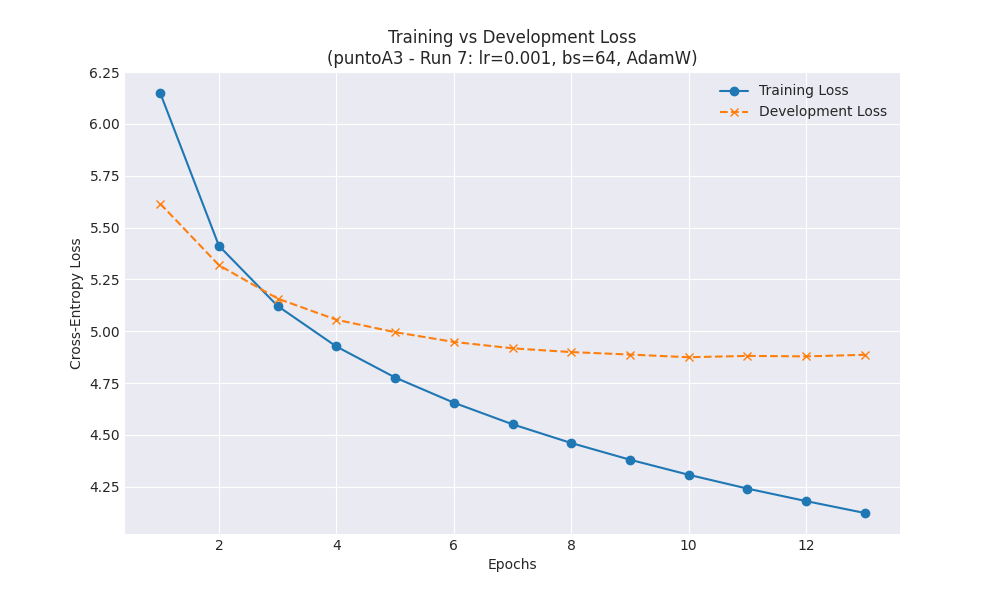 Training vs Development Loss
(puntoA3 - Run 7: lr=0.001, bs=64, AdamW)
Training Loss
Development Loss
Cross-Entropy Loss
6.25
6.00
5.75
5.50
5.25
5.00
4.75
4.50
4.25
2 4 6 8 10 12
Epochs